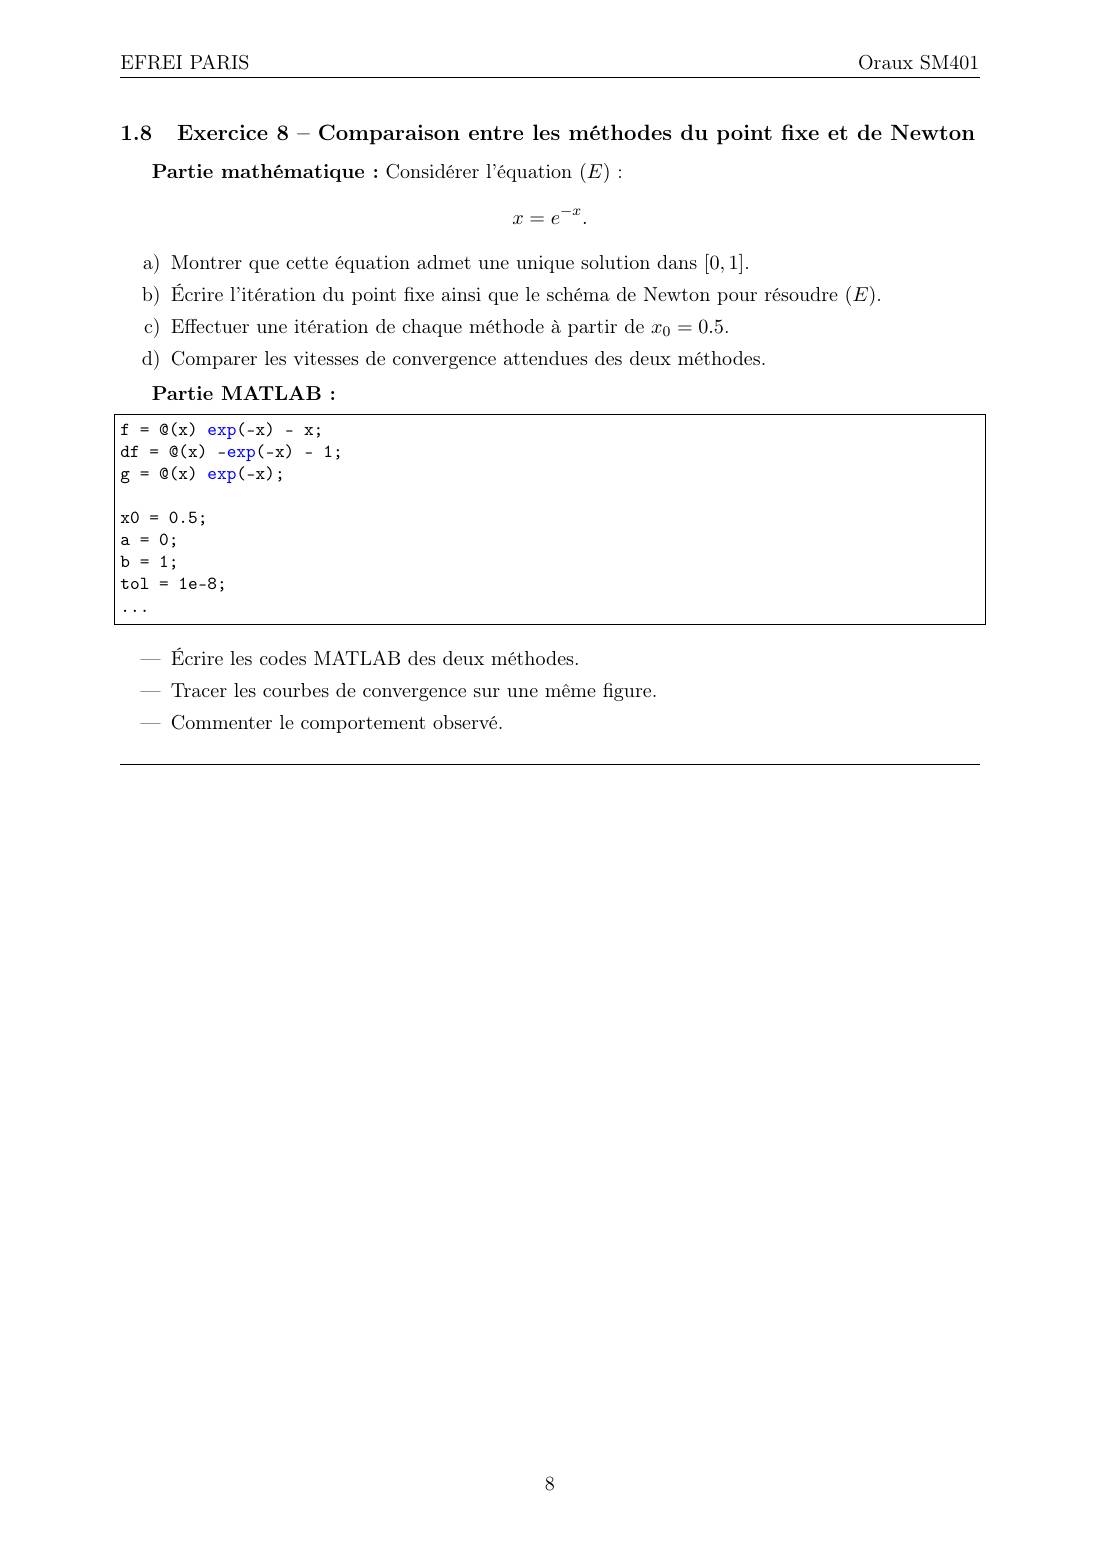 EFREI PARIS Oraux SM401
1.8 Exercice 8 – Comparaison entre les méthodes du point fixe et de Newton
Partie mathématique : Considérer l'équation (E) :
x = e^{−x}.
a) Montrer que cette équation admet une unique solution dans [0, 1].
b) Écrire l'itération du point fixe ainsi que le schéma de Newton pour résoudre (E).
c) Effectuer une itération de chaque méthode à partir de x₀ = 0.5.
d) Comparer les vitesses de convergence attendues des deux méthodes.
Partie MATLAB :
f = @(x) exp(-x) - x;
df = @(x) -exp(-x) - 1;
g = @(x) exp(-x);
x0 = 0.5;
a = 0;
b = 1;
tol = 1e-8;
...
— Écrire les codes MATLAB des deux méthodes.
— Tracer les courbes de convergence sur une même figure.
— Commenter le comportement observé.
8